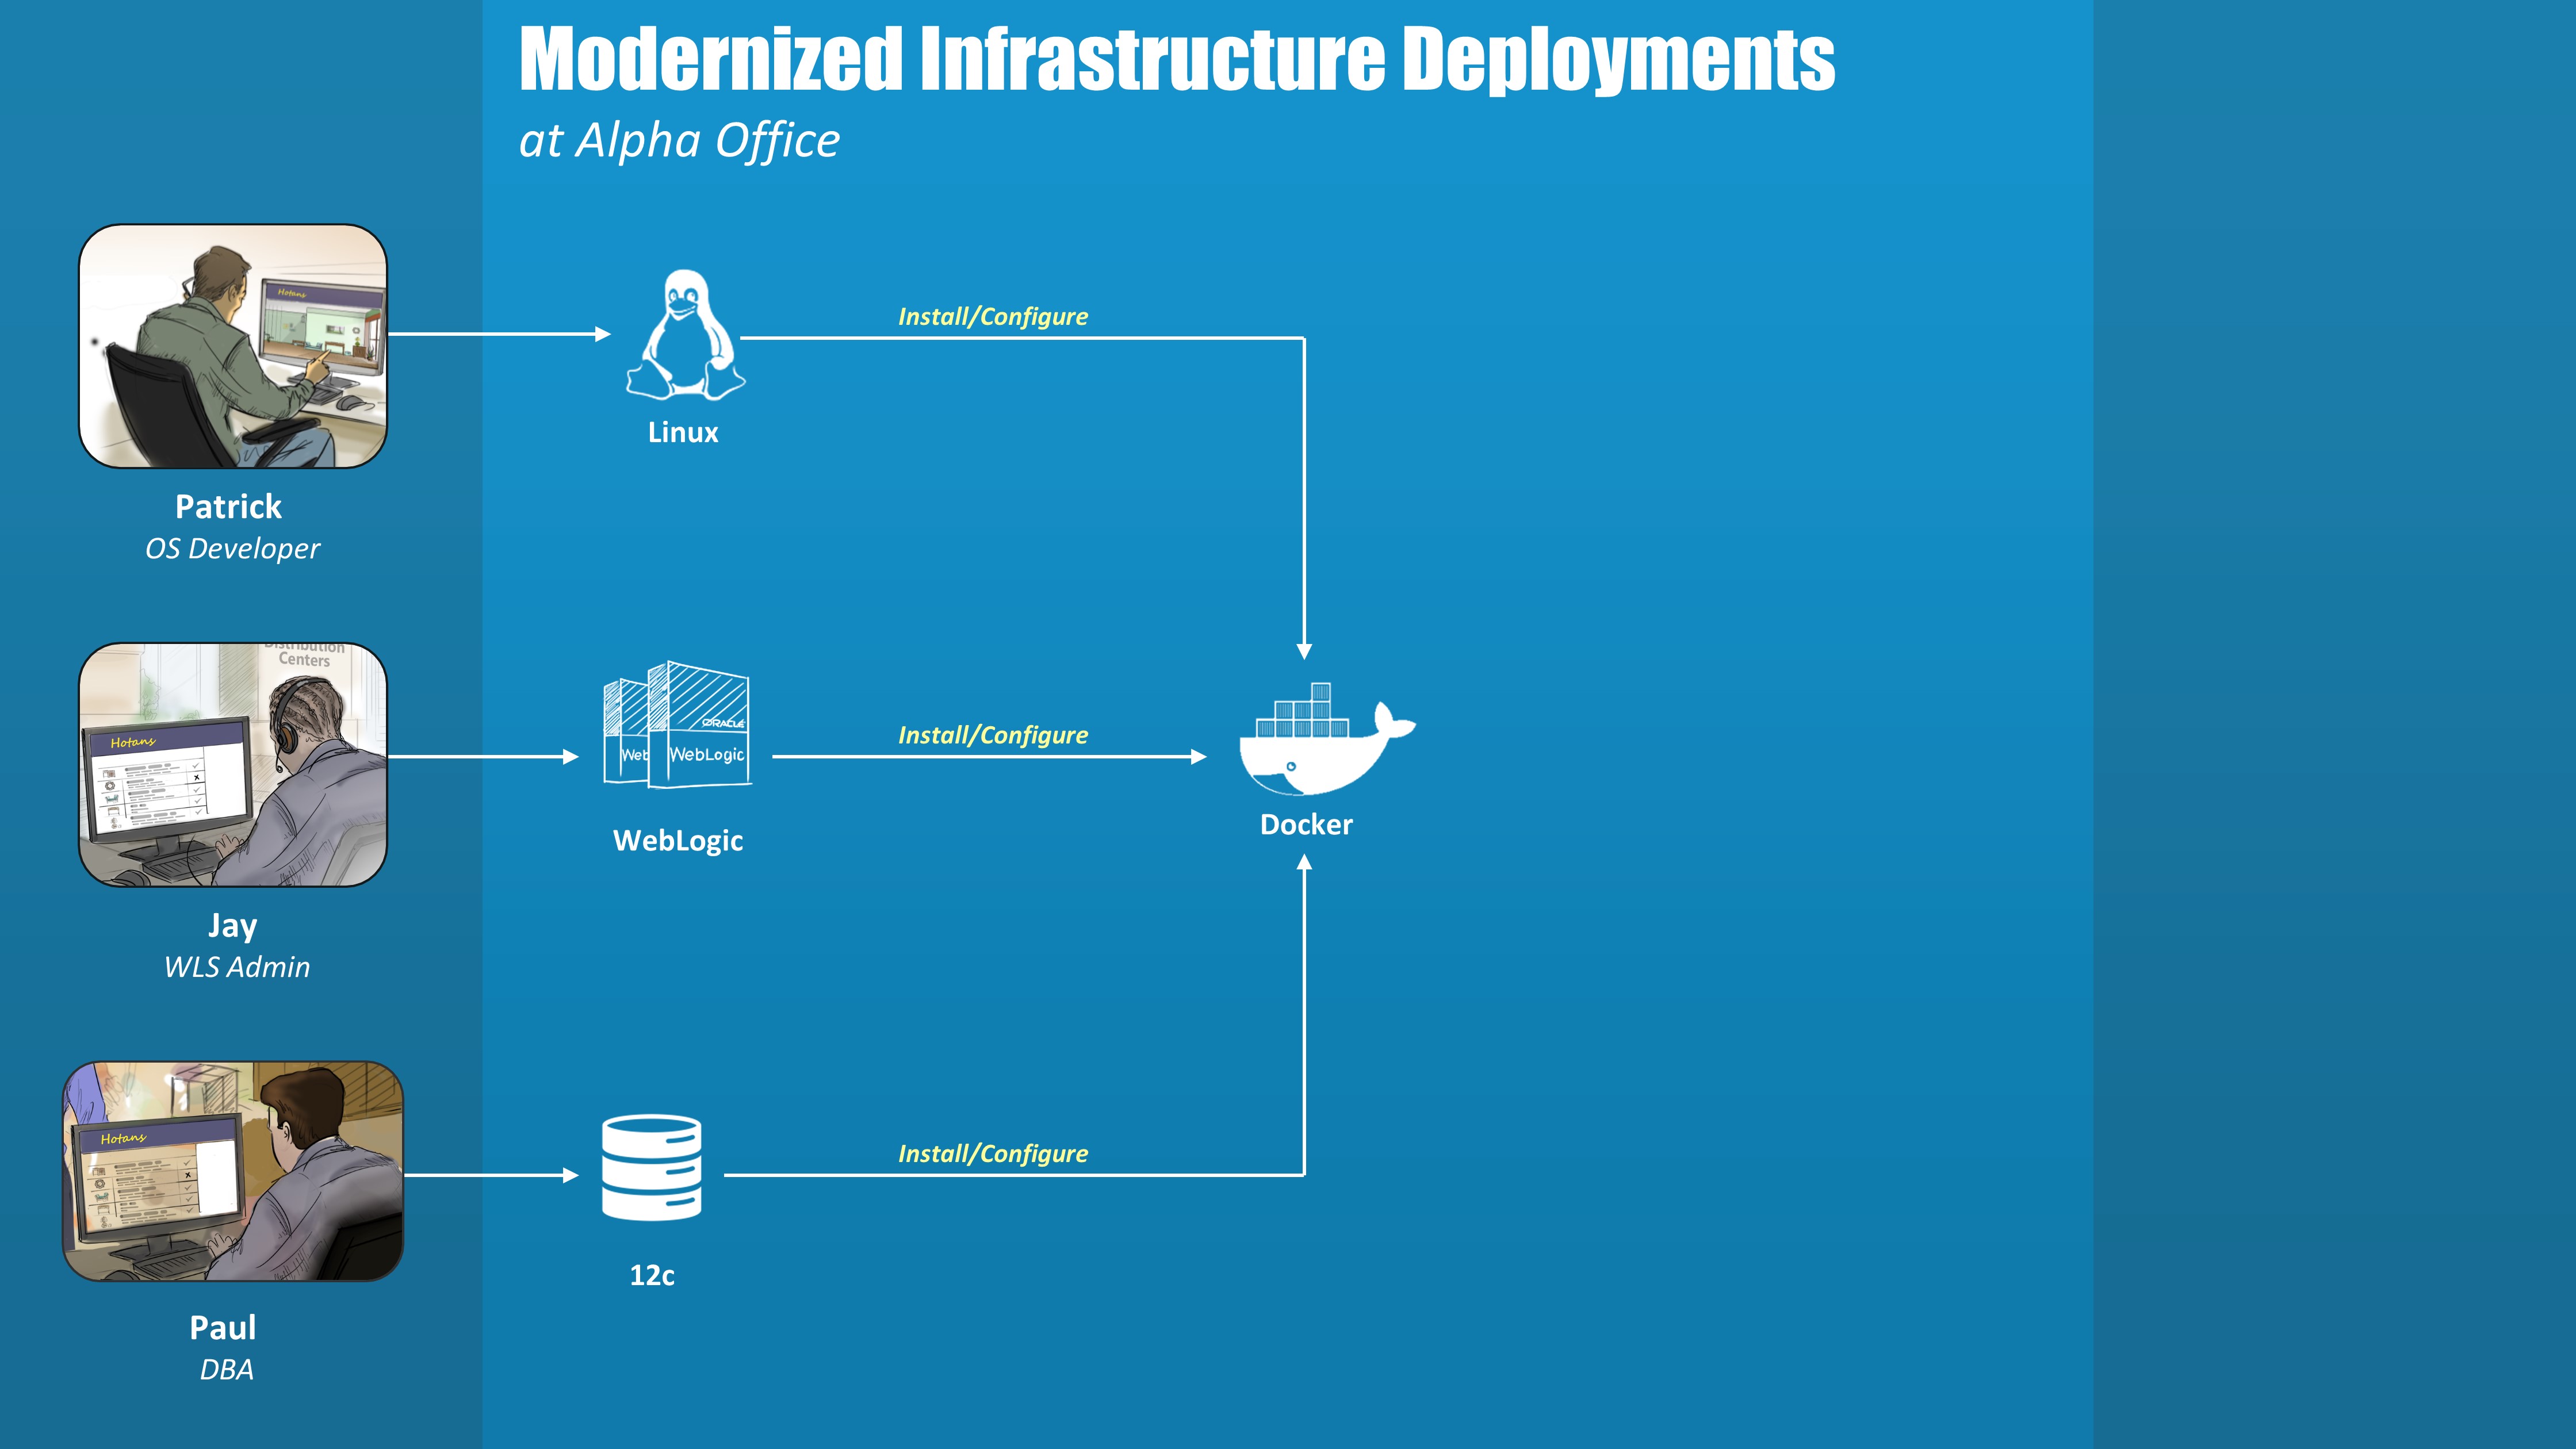 Modernized Infrastructure Deployments
at Alpha Office
Hotans
Install/Configure
Linux
Patrick
OS Developer
Distribution
Centers
Hotans
ORACLE
Web
WebLogic
Install/Configure
WebLogic
Docker
Jay
WLS Admin
Hotans
Install/Configure
12c
Paul
DBA